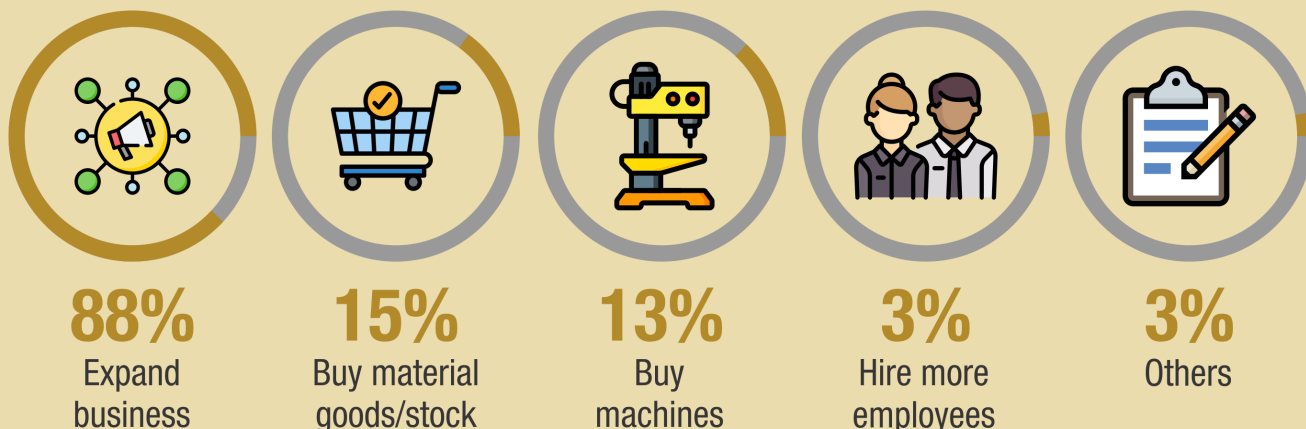 88%
Expand
business
15%
Buy material
goods/stock
13%
Buy
machines
3%
Hire more
employees
3%
Others